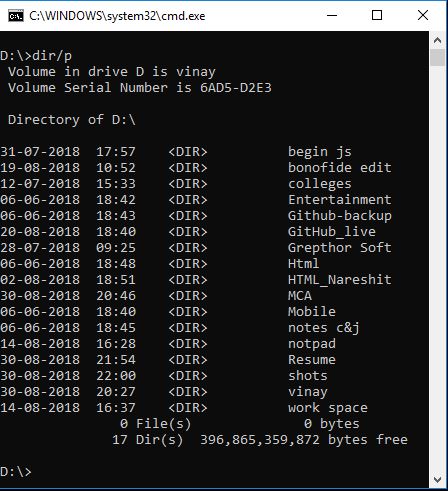 C:\WINDOWS\system32\cmd.exe
D:\>dir/p
Volume in drive D is vinay
Volume Serial Number is 6AD5-D2E3
Directory of D:\
31-07-2018 17:57 <DIR> begin js
19-08-2018 10:52 <DIR> bonofide edit
12-07-2018 15:33 <DIR> colleges
06-06-2018 18:42 <DIR> Entertainment
06-06-2018 18:43 <DIR> Github-backup
20-08-2018 18:40 <DIR> GitHub_live
28-07-2018 09:25 <DIR> Grepthor Soft
06-06-2018 18:48 <DIR> Html
02-08-2018 18:51 <DIR> HTML_Nareshit
30-08-2018 20:46 <DIR> MCA
06-06-2018 18:40 <DIR> Mobile
06-06-2018 18:45 <DIR> notes c&j
14-08-2018 16:28 <DIR> notpad
30-08-2018 21:54 <DIR> Resume
30-08-2018 22:00 <DIR> shots
30-08-2018 20:27 <DIR> vinay
14-08-2018 16:37 <DIR> work space
0 File(s) 0 bytes
17 Dir(s) 396,865,359,872 bytes free
D:\>